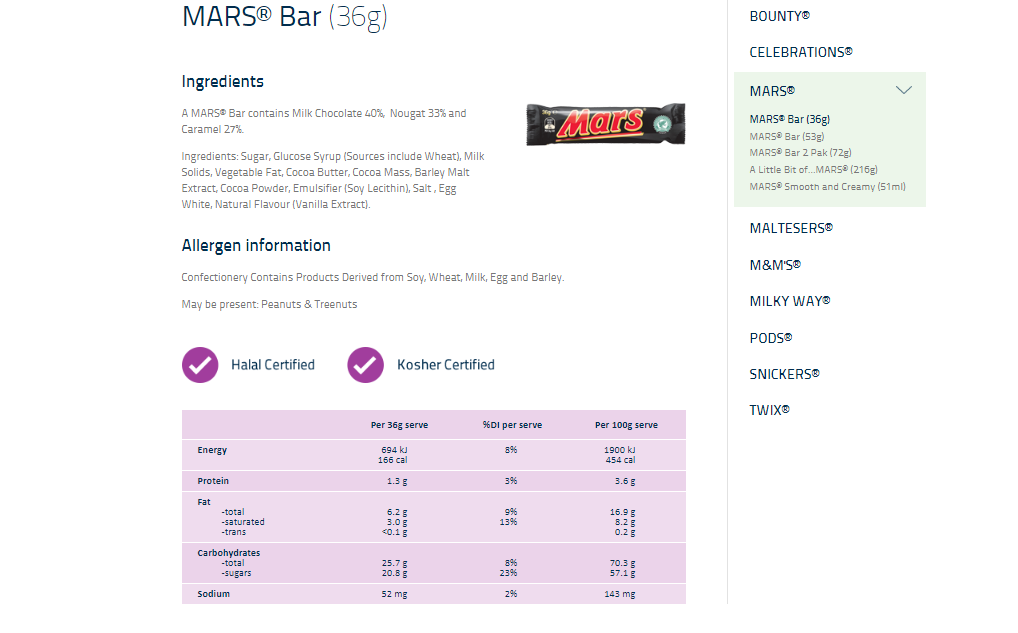 MARS® Bar (36g)
Ingredients
A MARS® Bar contains Milk Chocolate 40%, Nougat 33% and
Caramel 27%.
Ingredients: Sugar, Glucose Syrup (Sources include Wheat), Milk
Solids, Vegetable Fat, Cocoa Butter, Cocoa Mass, Barley Malt
Extract, Cocoa Powder, Emulsifier (Soy Lecithin), Salt , Egg
White, Natural Flavour (Vanilla Extract).
Mars
Allergen information
Confectionery Contains Products Derived from Soy, Wheat, Milk, Egg and Barley.
May be present: Peanuts & Treenuts
Halal Certified Kosher Certified
Per 36g serve %DI per serve Per 100g serve
Energy 694 kJ 8% 1900 kJ
166 cal 454 cal
Protein 1.3 g 3% 3.6 g
Fat
-total 6.2 g 9% 16.9 g
-saturated 3.0 g 13% 8.2 g
-trans <0.1 g 0.2 g
Carbohydrates
-total 25.7 g 8% 70.3 g
-sugars 20.8 g 23% 57.1 g
Sodium 52 mg 2% 143 mg
BOUNTY®
CELEBRATIONS®
MARS®
MARS® Bar (36g)
MARS® Bar (53g)
MARS® Bar 2 Pak (72g)
A Little Bit of...MARS® (216g)
MARS® Smooth and Creamy (51ml)
MALTESERS®
M&M'S®
MILKY WAY®
PODS®
SNICKERS®
TWIX®